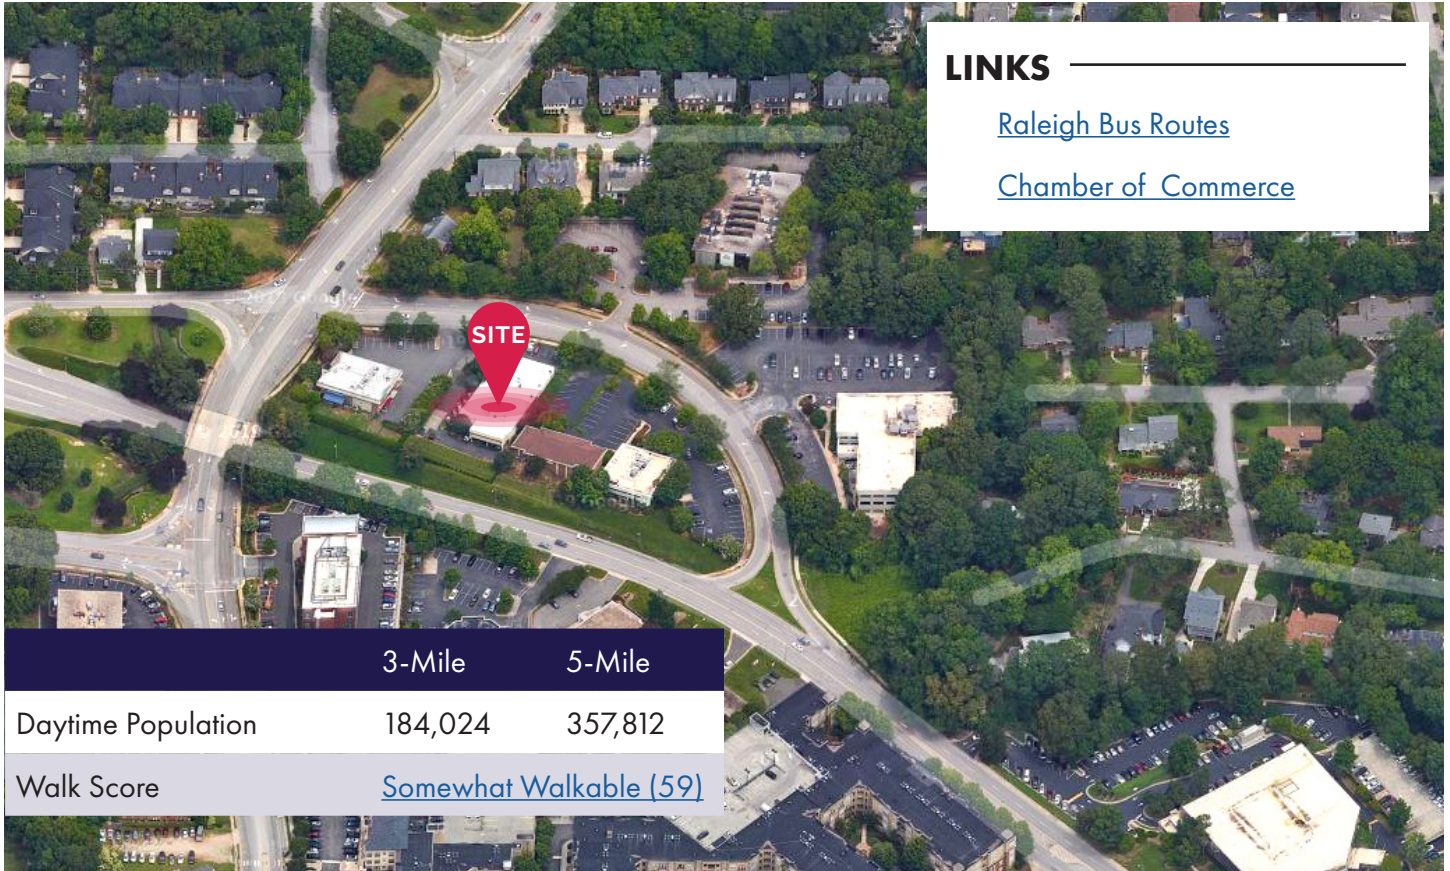 LINKS
Raleigh Bus Routes
Chamber of Commerce
SITE
3-Mile 5-Mile
Daytime Population 184,024 357,812
Walk Score Somewhat Walkable (59)